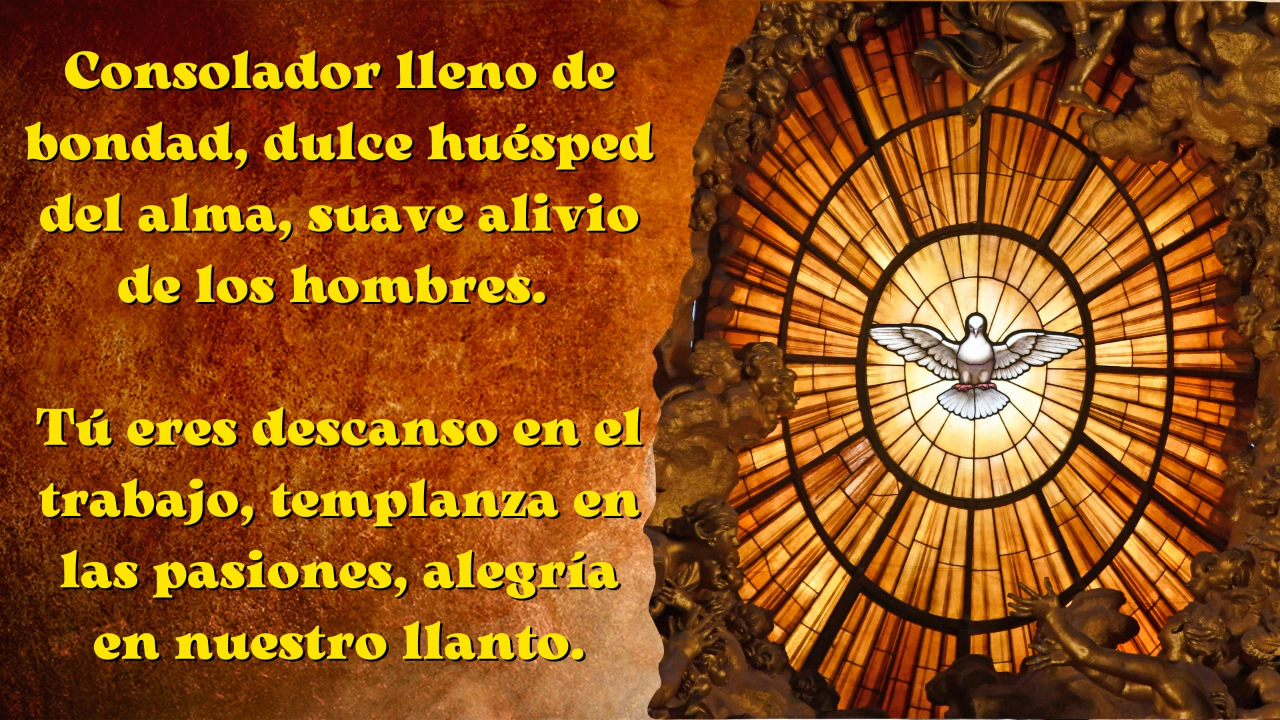 Consolador lleno de
bondad, dulce huésped
del alma, suave alivio
de los hombres.
Tú eres descanso en el
trabajo, templanza en
las pasiones, alegría
en nuestro llanto.